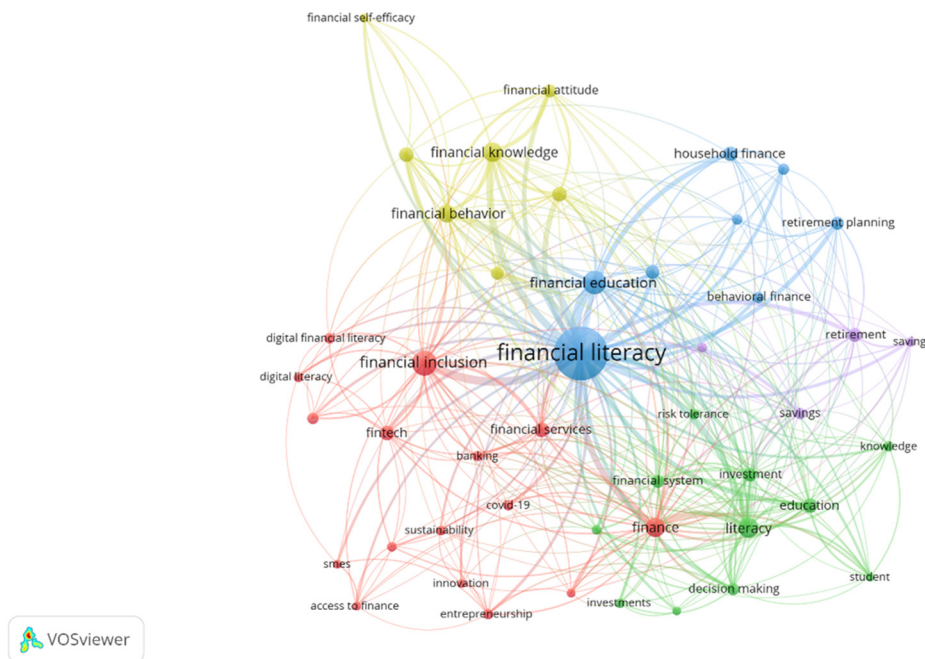 financial self-efficacy
financial attitude
financial knowledge
household finance
financial behavior
retirement planning
financial education
behavioral finance
digital financial literacy
retirement
saving
financial literacy
financial inclusion
digital literacy
risk tolerance
savings
fintech
financial services
knowledge
banking
financial system
investment
covid-19
education
sustainability
finance
literacy
smes
innovation
decision making
student
access to finance
entrepreneurship
investments
VOSviewer